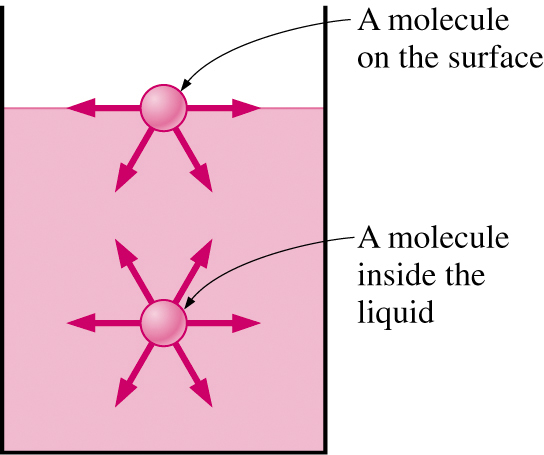 A molecule
on the surface
A molecule
inside the
liquid